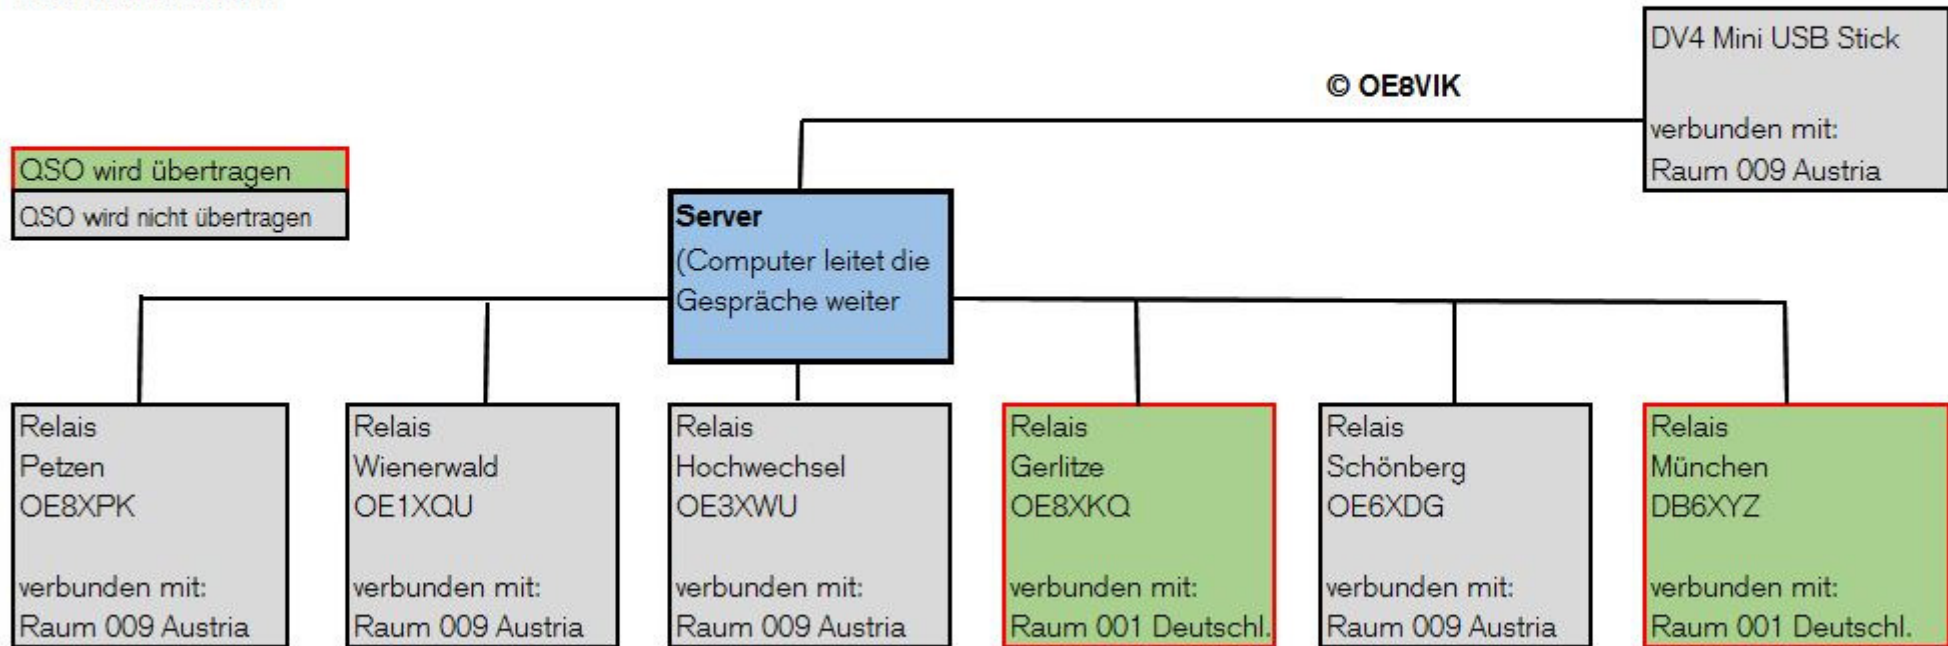 DV4 Mini USB Stick
verbunden mit:
Raum 009 Austria
© OE8VIK
QSO wird übertragen
QSO wird nicht übertragen
Server
(Computer leitet die
Gespräche weiter
Relais
Petzen
OE8XPK
verbunden mit:
Raum 009 Austria
Relais
Wienerwald
OE1XQU
verbunden mit:
Raum 009 Austria
Relais
Hochwechsel
OE3XWU
verbunden mit:
Raum 009 Austria
Relais
Gerlitze
OE8XKQ
verbunden mit:
Raum 001 Deutschl.
Relais
Schönberg
OE6XDG
verbunden mit:
Raum 009 Austria
Relais
München
DB6XYZ
verbunden mit:
Raum 001 Deutschl.